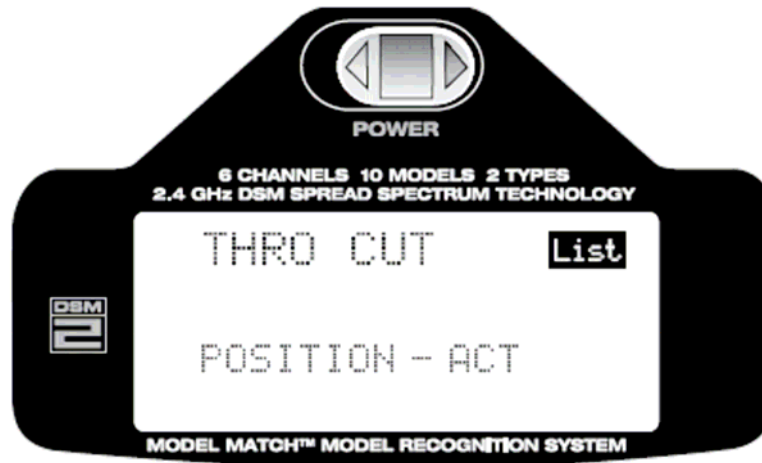 POWER
6 CHANNELS 10 MODELS 2 TYPES
2.4 GHz DSM SPREAD SPECTRUM TECHNOLOGY
THRO CUT List
DSM
2
POSITION - ACT
MODEL MATCH™ MODEL RECOGNITION SYSTEM